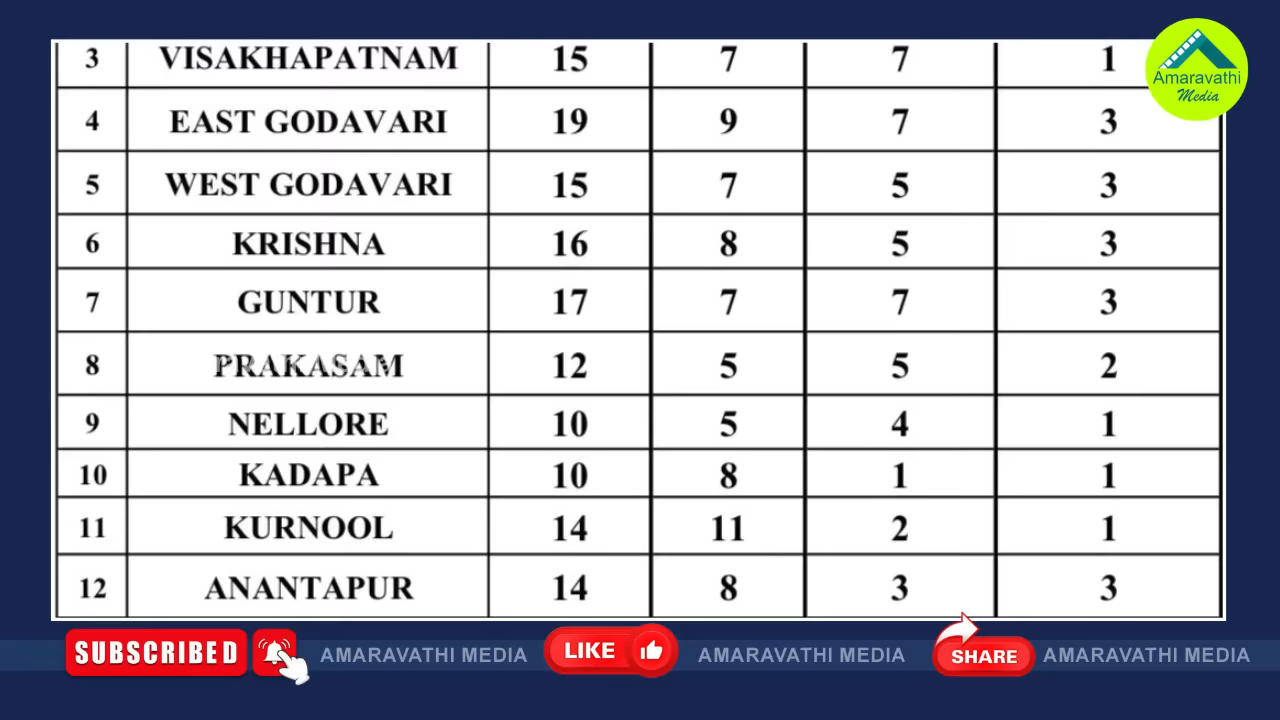 3 VISAKHAPATNAM 15 7 7 1
Amaravathi
Media
4 EAST GODAVARI 19 9 7 3
5 WEST GODAVARI 15 7 5 3
6 KRISHNA 16 8 5 3
7 GUNTUR 17 7 7 3
8 PRAKASAM 12 5 5 2
9 NELLORE 10 5 4 1
10 KADAPA 10 8 1 1
11 KURNOOL 14 11 2 1
12 ANANTAPUR 14 8 3 3
SUBSCRIBED AMARAVATHI MEDIA LIKE AMARAVATHI MEDIA SHARE AMARAVATHI MEDIA